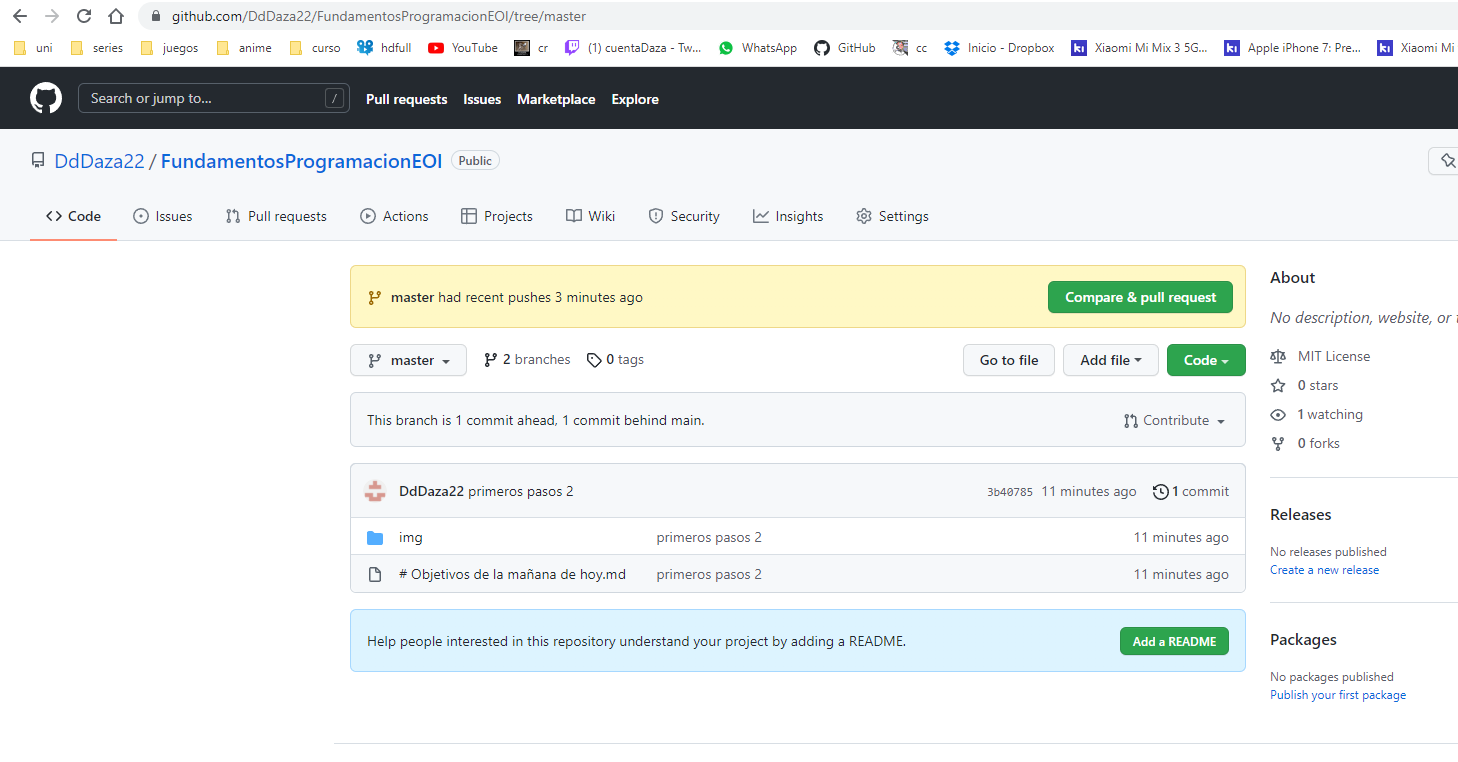 github.com/DdDaza22/FundamentosProgramacionEOI/tree/master
uni series juegos anime curso hdfull YouTube cr (1) cuentaDaza - Tw... WhatsApp GitHub cc Inicio - Dropbox Xiaomi Mi Mix 3 5G... Apple iPhone 7: Pre... Xiaomi Mi
Search or jump to... / Pull requests Issues Marketplace Explore
DdDaza22 / FundamentosProgramacionEOI Public
Code Issues Pull requests Actions Projects Wiki Security Insights Settings
master had recent pushes 3 minutes ago Compare & pull request
master 2 branches 0 tags Go to file Add file Code
This branch is 1 commit ahead, 1 commit behind main. Contribute
DdDaza22 primeros pasos 2 3b40785 11 minutes ago 1 commit
img primeros pasos 2 11 minutes ago
# Objetivos de la mañana de hoy.md primeros pasos 2 11 minutes ago
Help people interested in this repository understand your project by adding a README. Add a README
About
No description, website, or
MIT License
0 stars
1 watching
0 forks
Releases
No releases published
Create a new release
Packages
No packages published
Publish your first package